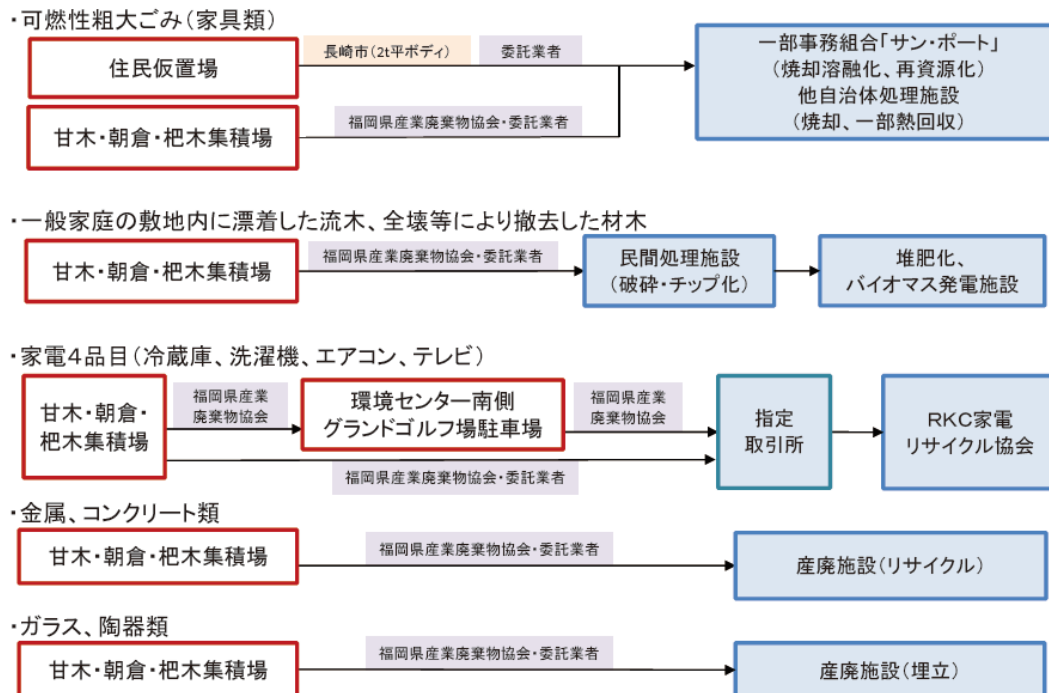 ・可燃性粗大ごみ（家具類）
住民仮置場
長崎市（2t平ボディ）
委託業者
一部事務組合「サン・ポート」
（焼却溶融化、再資源化）
他自治体処理施設
（焼却、一部熱回収）
甘木・朝倉・杷木集積場
福岡県産業廃棄物協会・委託業者
・一般家庭の敷地内に漂着した流木、全壊等により撤去した材木
甘木・朝倉・杷木集積場
福岡県産業廃棄物協会・委託業者
民間処理施設
（破砕・チップ化）
堆肥化、
バイオマス発電施設
・家電4品目（冷蔵庫、洗濯機、エアコン、テレビ）
甘木・朝倉・
杷木集積場
福岡県産業
廃棄物協会
環境センター南側
グランドゴルフ場駐車場
福岡県産業
廃棄物協会
福岡県産業廃棄物協会・委託業者
指定
取引所
RKC家電
リサイクル協会
・金属、コンクリート類
甘木・朝倉・杷木集積場
福岡県産業廃棄物協会・委託業者
産廃施設（リサイクル）
・ガラス、陶器類
甘木・朝倉・杷木集積場
福岡県産業廃棄物協会・委託業者
産廃施設（埋立）